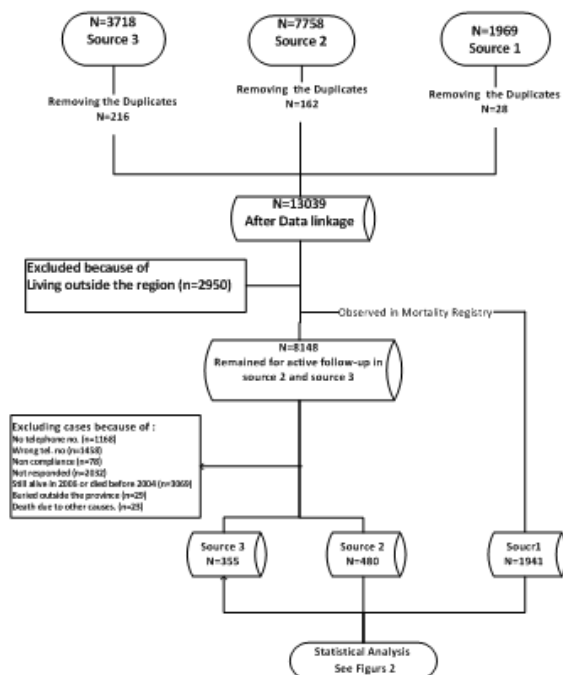 N=3718
Source 3
N=7758
Source 2
N=1969
Source 1
Removing the Duplicates
N=216
Removing the Duplicates
N=162
Removing the Duplicates
N=28
N=13039
After Data linkage
Excluded because of
Living outside the region (n=2950)
Observed in Mortality Registry
N=8148
Remained for active follow-up in
source 2 and source 3
Excluding cases because of :
No telephone no. (n=1168)
Wrong tel. no (n=1458)
Non compliance (n=78)
Not responded (n=2032)
Still alive in 2006 or died before 2004 (n=3069)
Buried outside the province (n=29)
Death due to other causes. (n=23)
Source 3
N=355
Source 2
N=480
Soucr1
N=1941
Statistical Analysis
See Figurs 2